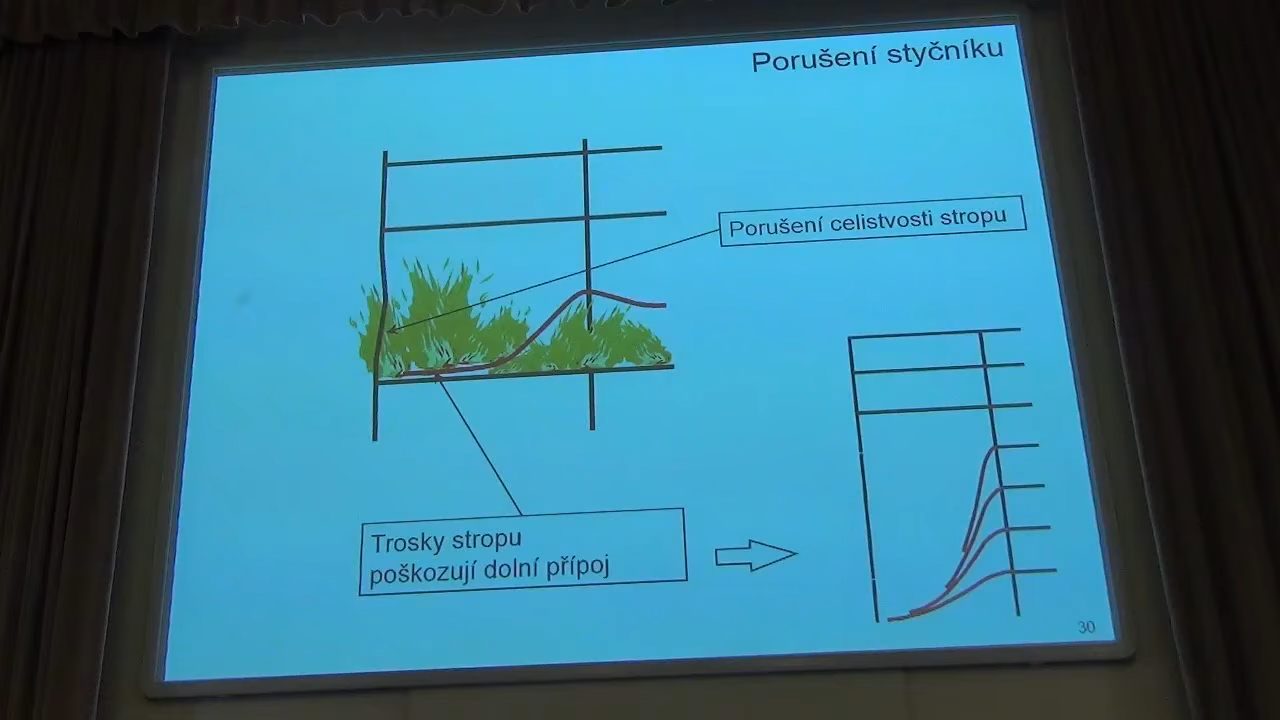 Porušení styčníku
Porušení celistvosti stropu
Trosky stropu
poškozují dolní přípoj
30